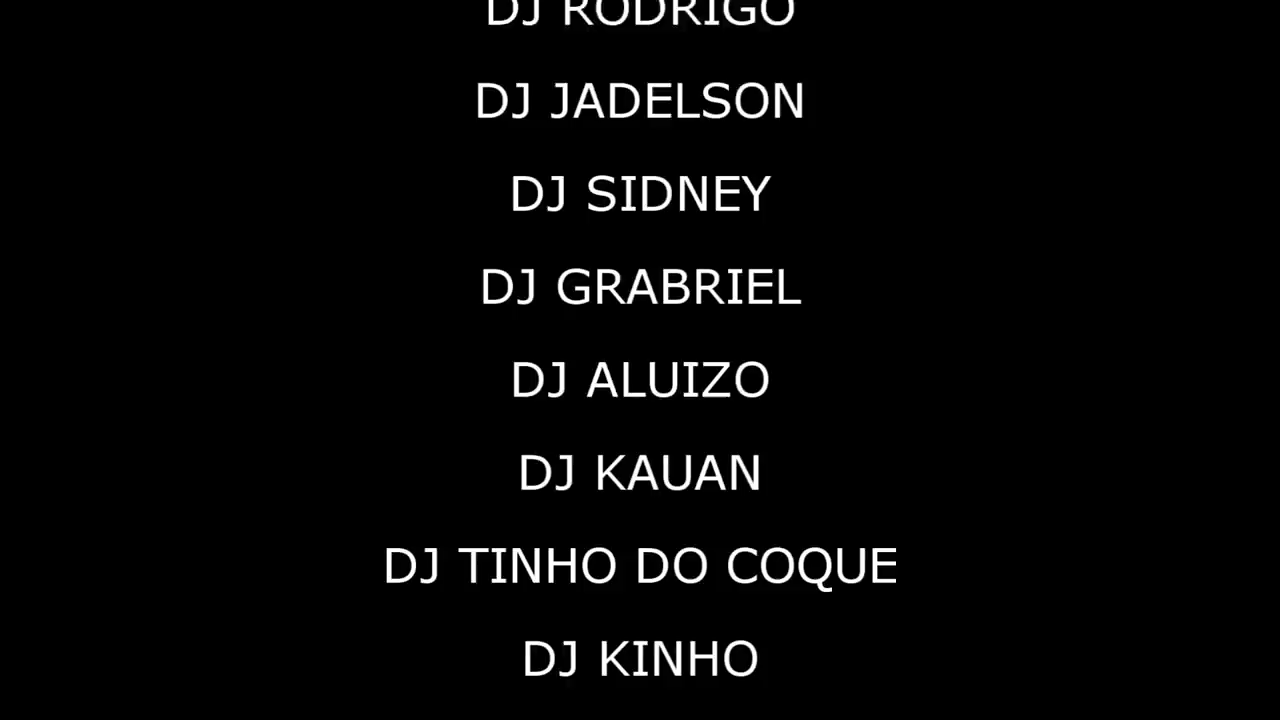 DJ RODRIGO
DJ JADELSON
DJ SIDNEY
DJ GRABRIEL
DJ ALUIZO
DJ KAUAN
DJ TINHO DO COQUE
DJ KINHO